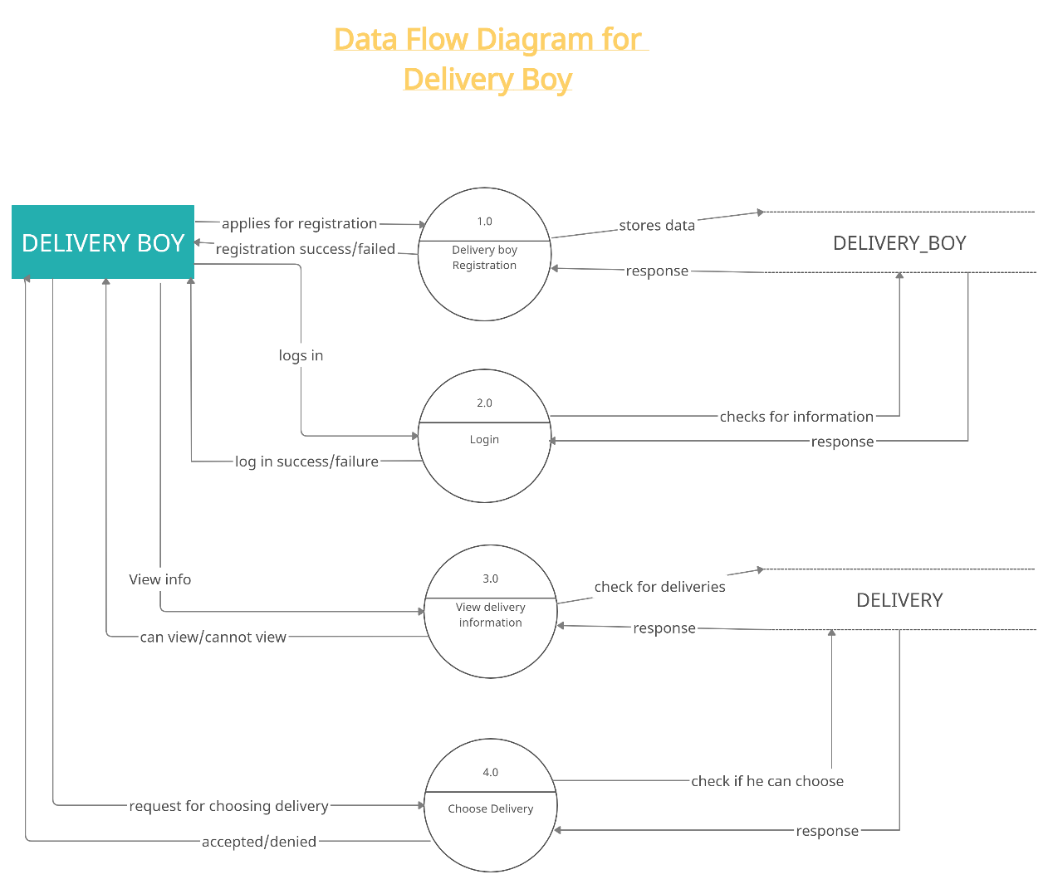 Data Flow Diagram for
Delivery Boy
DELIVERY BOY
applies for registration
registration success/failed
1.0
Delivery boy
Registration
stores data
response
DELIVERY_BOY
logs in
log in success/failure
2.0
Login
checks for information
response
View info
can view/cannot view
3.0
View delivery
information
check for deliveries
response
DELIVERY
request for choosing delivery
accepted/denied
4.0
Choose Delivery
check if he can choose
response